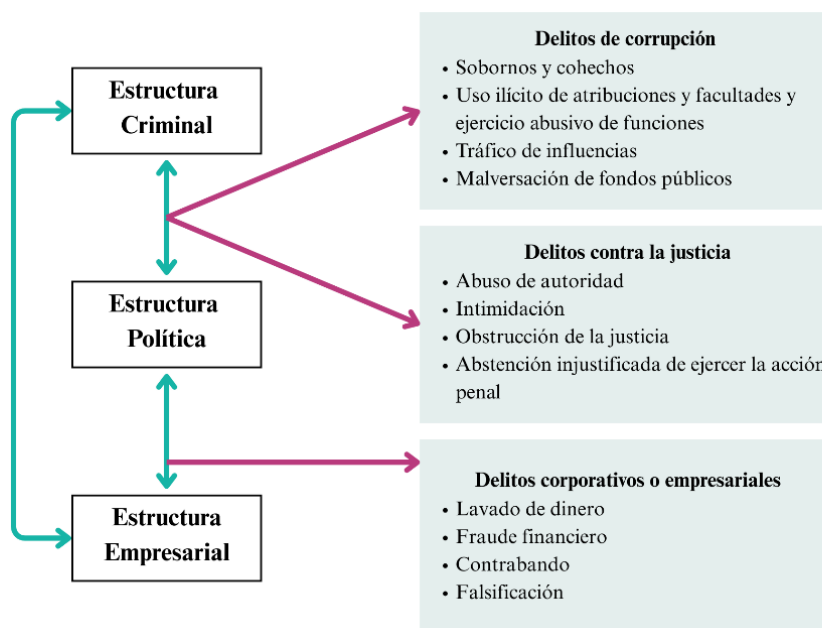 Estructura
Criminal
Estructura
Política
Estructura
Empresarial
Delitos de corrupción
• Sobornos y cohechos
• Uso ilícito de atribuciones y facultades y
ejercicio abusivo de funciones
• Tráfico de influencias
• Malversación de fondos públicos
Delitos contra la justicia
• Abuso de autoridad
• Intimidación
• Obstrucción de la justicia
• Abstención injustificada de ejercer la acción
penal
Delitos corporativos o empresariales
• Lavado de dinero
• Fraude financiero
• Contrabando
• Falsificación